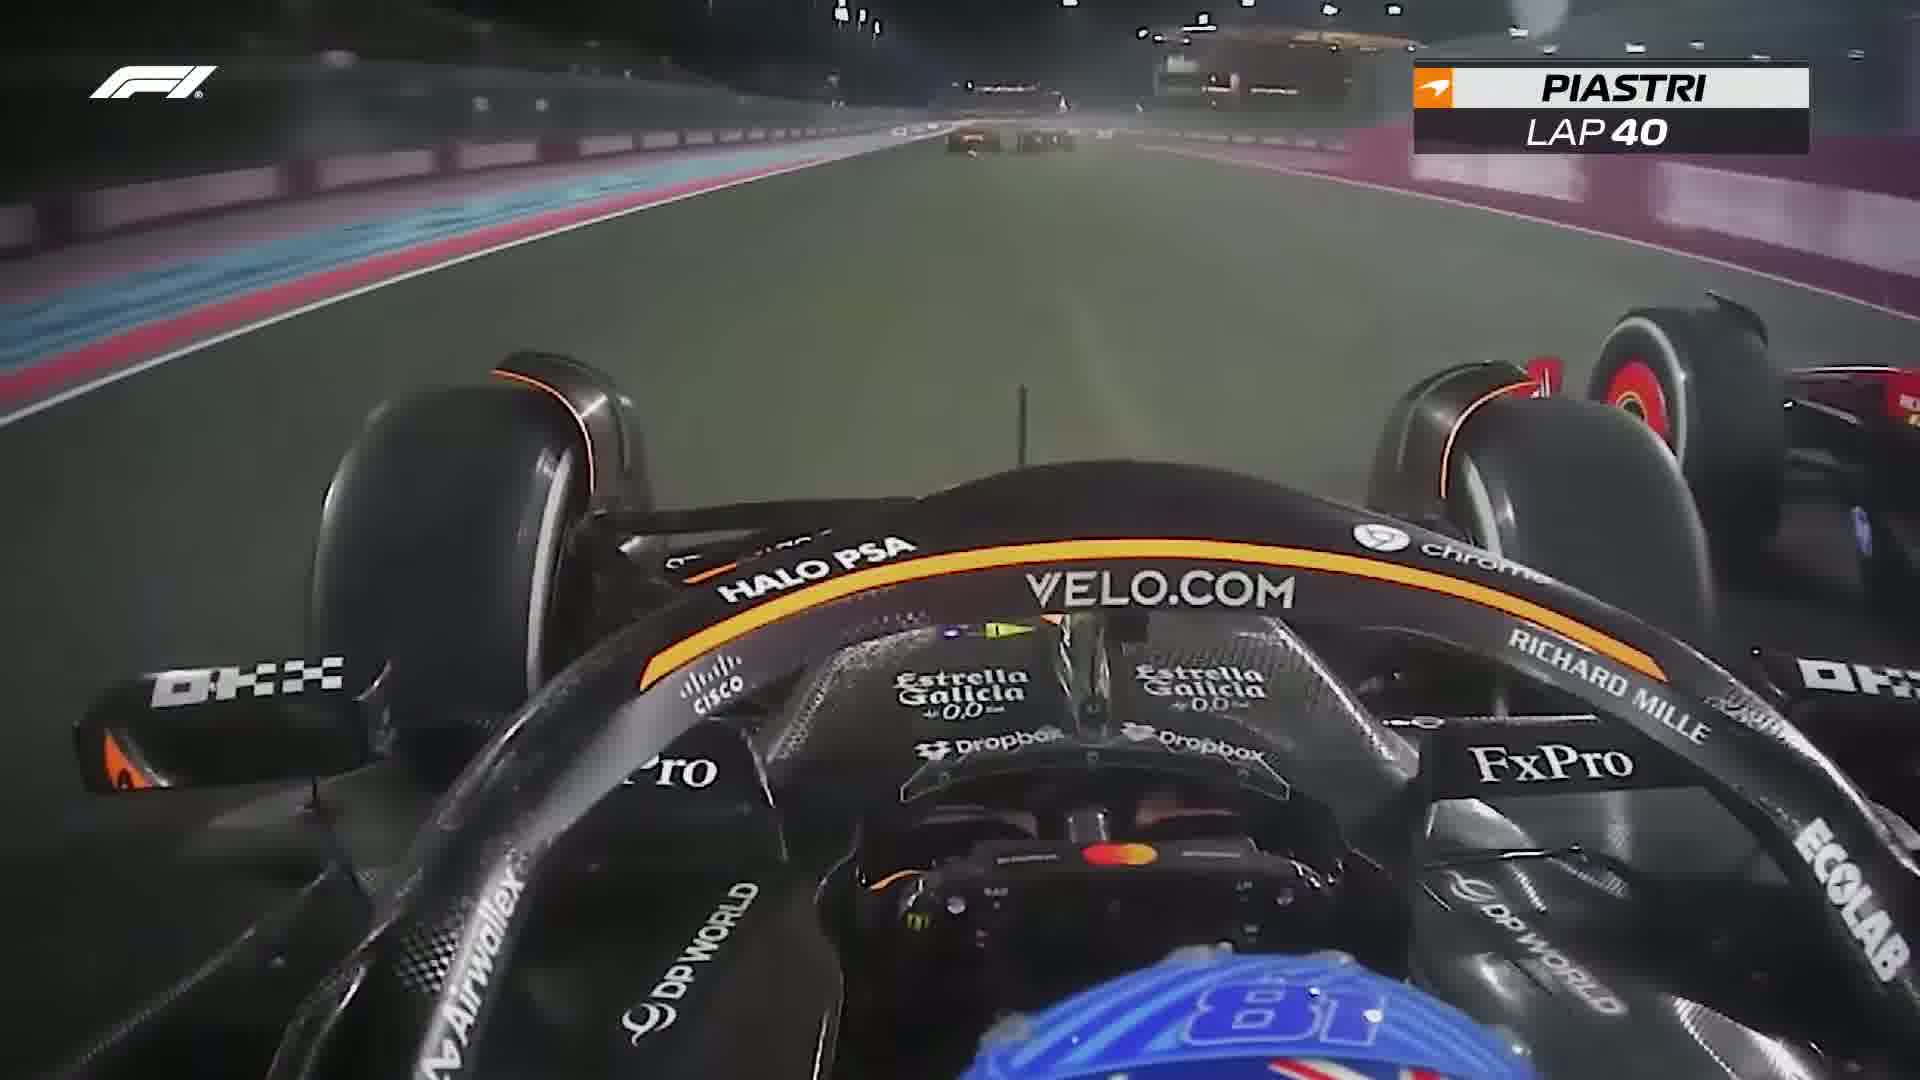 F1
PIASTRI
LAP 40
HALO PSA
chrome
VELO.COM
RICHARD MILLE
CISCO
OKX
Estrella
Galicia
0,0
Estrella
Galicia
0,0
Dropbox
Dropbox
Pro
FxPro
ECOLAB
Airwallex
DP WORLD
DP WORLD
81